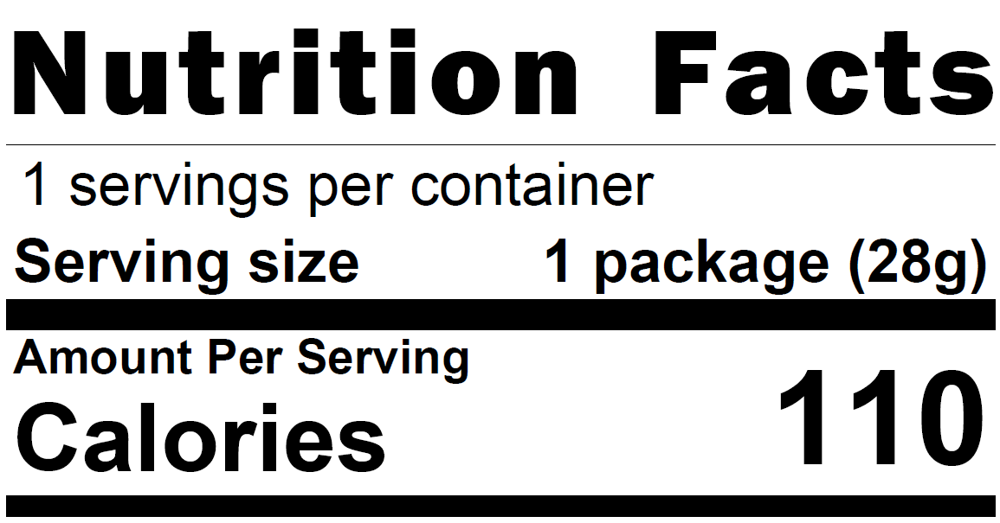 Nutrition Facts
1 servings per container
Serving size 1 package (28g)
Amount Per Serving
Calories 110